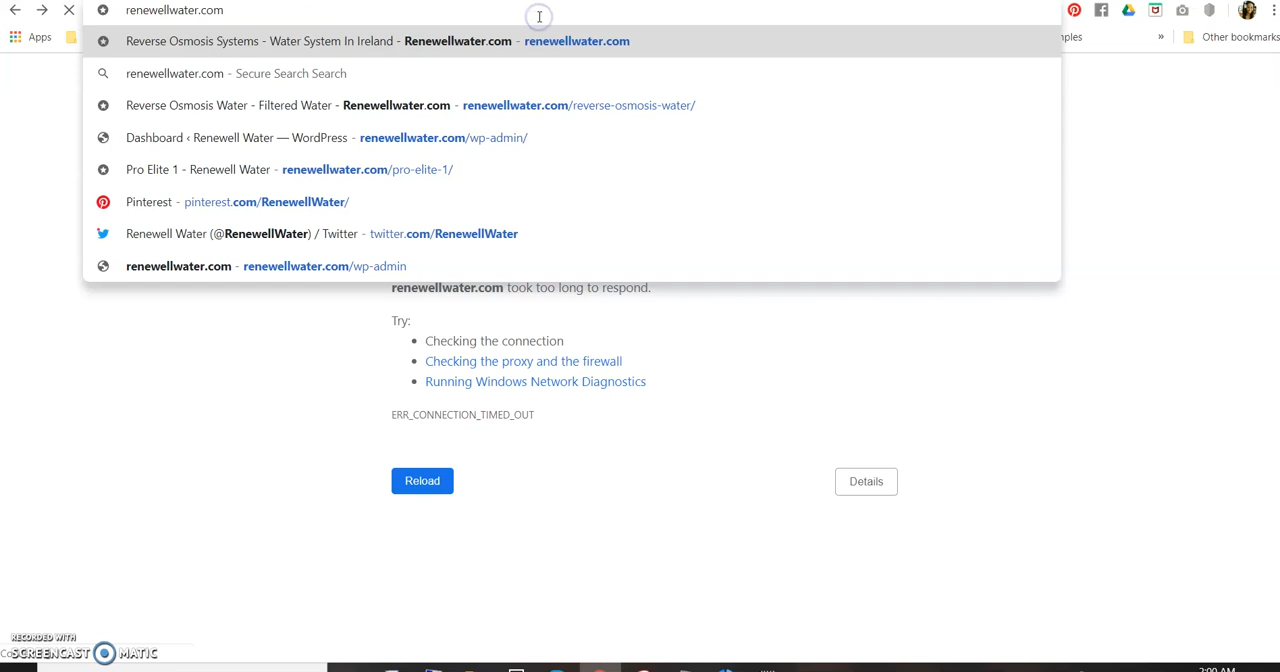 renewellwater.com
Reverse Osmosis Systems - Water System In Ireland - Renewellwater.com - renewellwater.com
Apps
ples
»
Other bookmarks
renewellwater.com - Secure Search Search
Reverse Osmosis Water - Filtered Water - Renewellwater.com - renewellwater.com/reverse-osmosis-water/
Dashboard ‹ Renewell Water — WordPress - renewellwater.com/wp-admin/
Pro Elite 1 - Renewell Water - renewellwater.com/pro-elite-1/
Pinterest - pinterest.com/RenewellWater/
Renewell Water (@RenewellWater) / Twitter - twitter.com/RenewellWater
renewellwater.com - renewellwater.com/wp-admin
renewellwater.com took too long to respond.
Try:
• Checking the connection
• Checking the proxy and the firewall
• Running Windows Network Diagnostics
ERR_CONNECTION_TIMED_OUT
Reload
Details
RECORDED WITH
SCREENCAST MATIC
2:00 AM